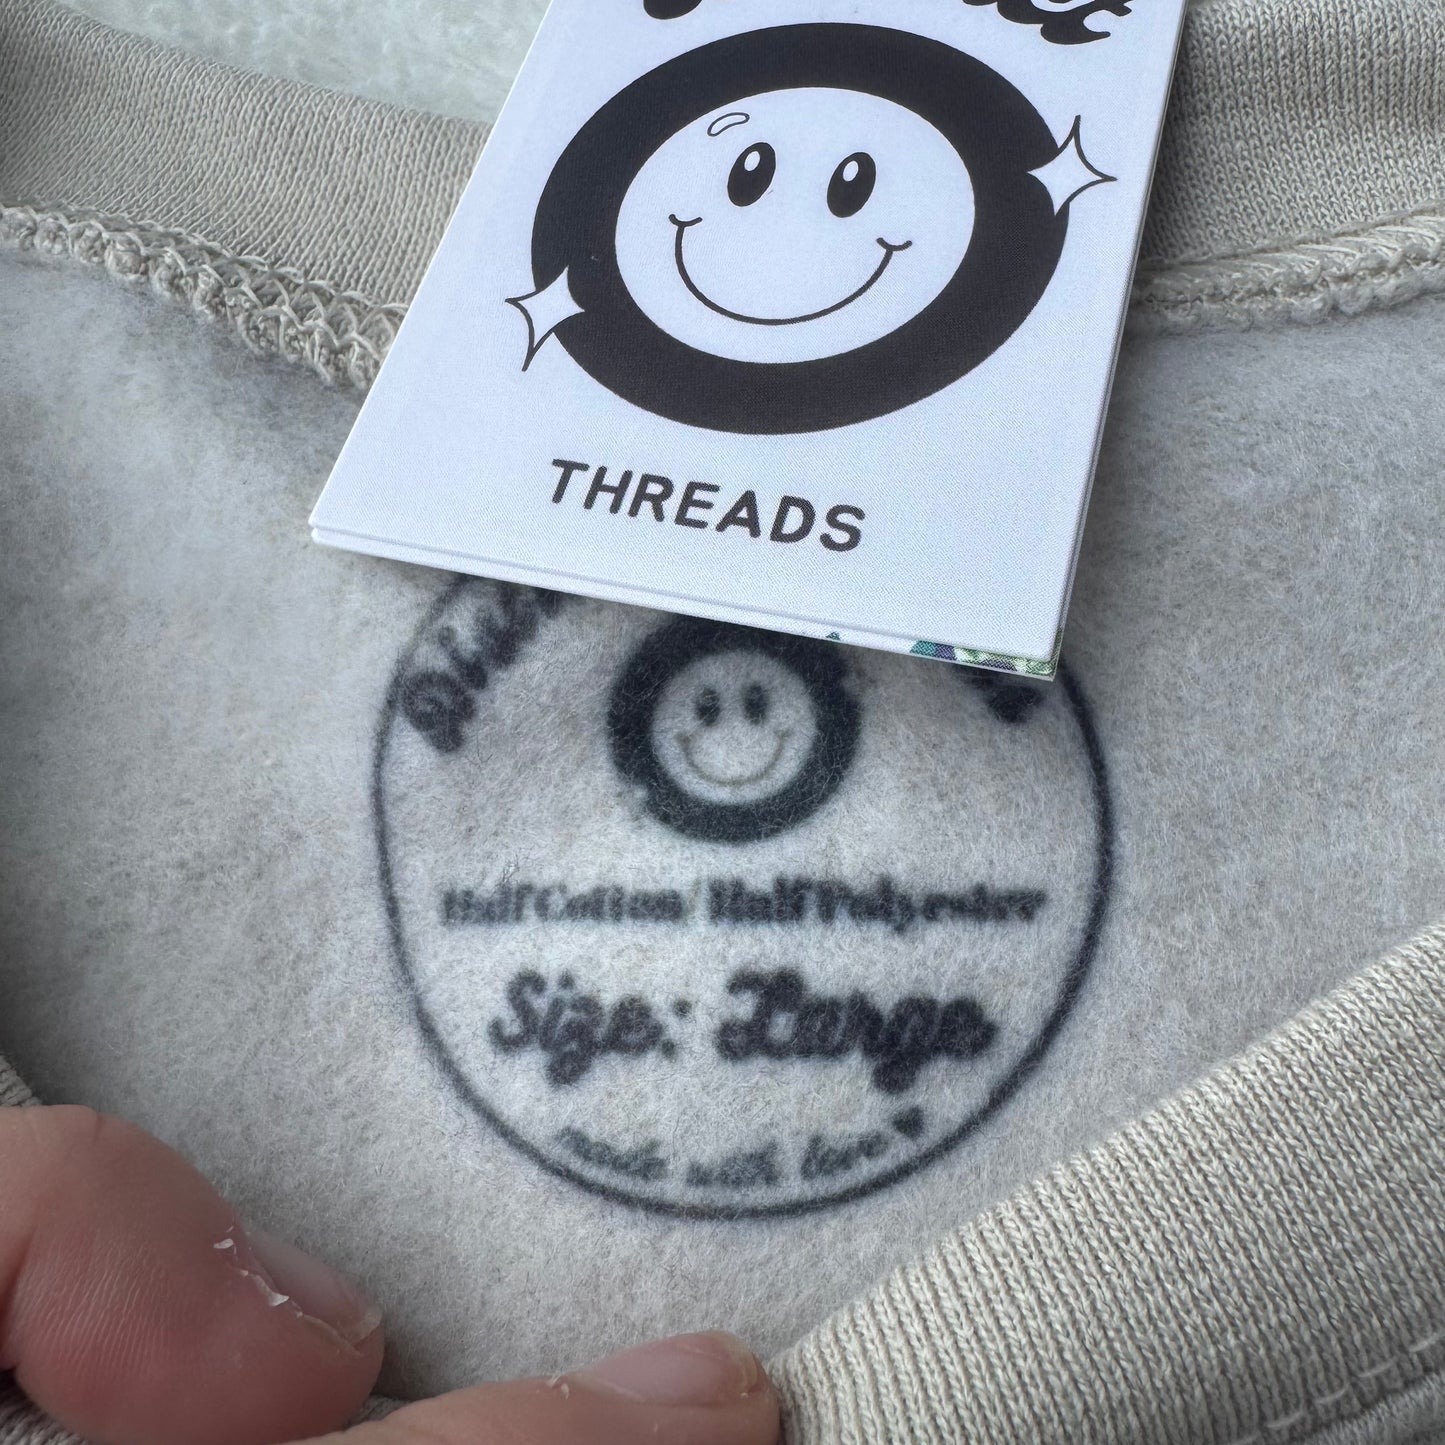 THREADS
Half Cotton/Half Polyester
Size: Large
made with love